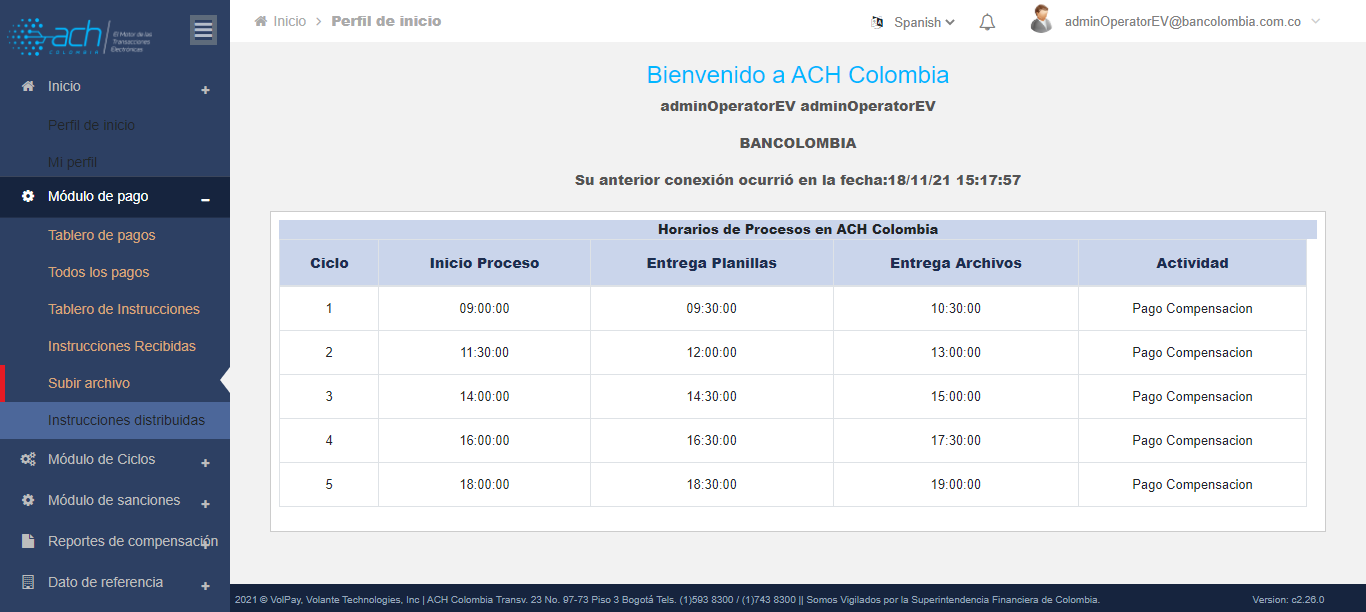 ach
COLOMBIA
El Motor de las
Transacciones
Electrónicas
Inicio
Perfil de inicio
Mi perfil
Módulo de pago
Tablero de pagos
Todos los pagos
Tablero de Instrucciones
Instrucciones Recibidas
Subir archivo
Instrucciones distribuidas
Módulo de Ciclos
Módulo de sanciones
Reportes de compensación
Dato de referencia
Inicio > Perfil de inicio
Spanish
adminOperatorEV@bancolombia.com.co
Bienvenido a ACH Colombia
adminOperatorEV adminOperatorEV
BANCOLOMBIA
Su anterior conexión ocurrió en la fecha:18/11/21 15:17:57
Horarios de Procesos en ACH Colombia
Ciclo Inicio Proceso Entrega Planillas Entrega Archivos Actividad
1 09:00:00 09:30:00 10:30:00 Pago Compensacion
2 11:30:00 12:00:00 13:00:00 Pago Compensacion
3 14:00:00 14:30:00 15:00:00 Pago Compensacion
4 16:00:00 16:30:00 17:30:00 Pago Compensacion
5 18:00:00 18:30:00 19:00:00 Pago Compensacion
2021 © VolPay, Volante Technologies, Inc | ACH Colombia Transv. 23 No. 97-73 Piso 3 Bogotá Tels. (1)593 8300 / (1)743 8300 || Somos Vigilados por la Superintendencia Financiera de Colombia. Version: c2.26.0